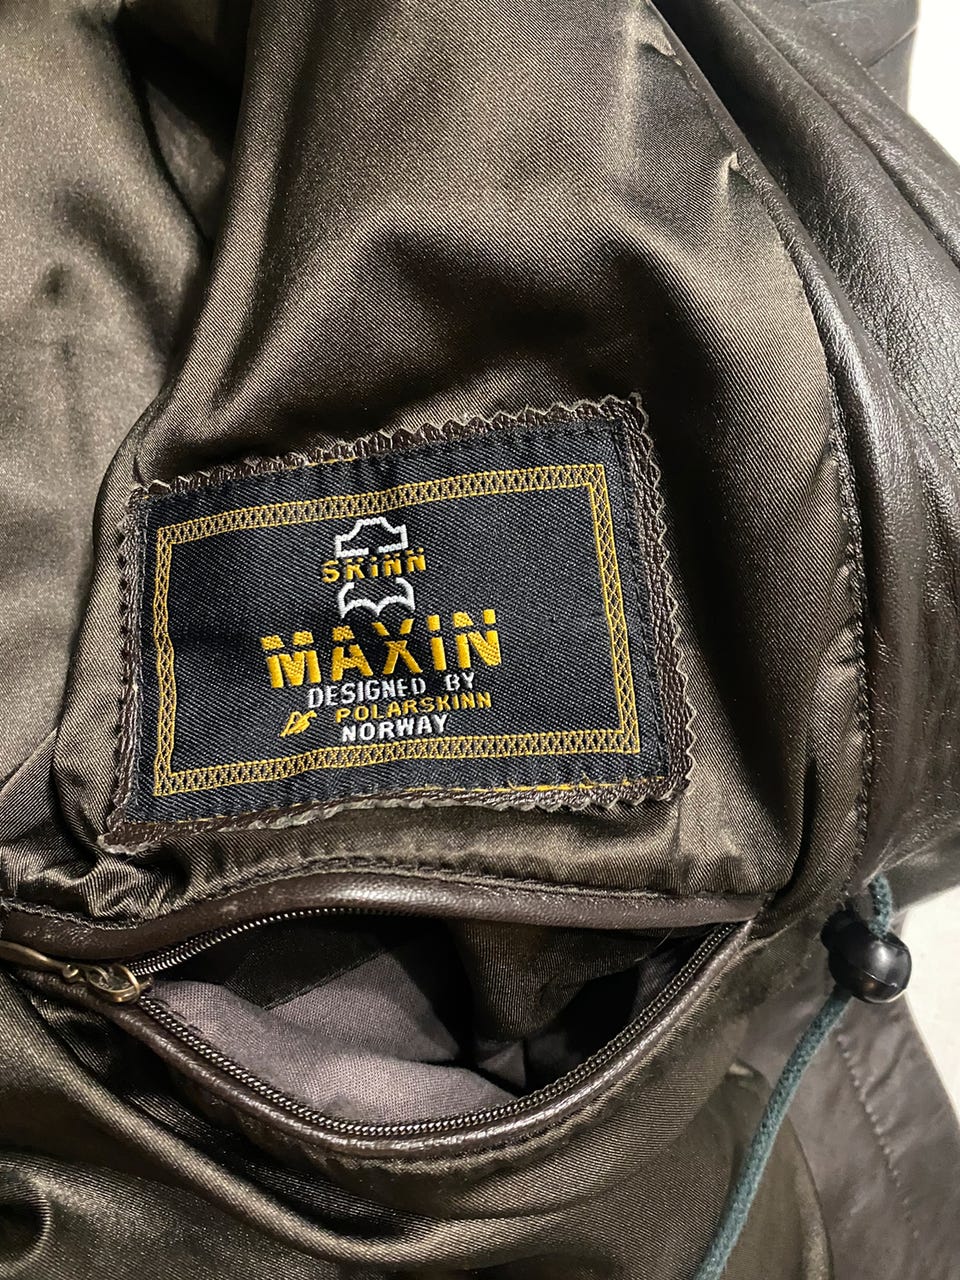 SKiNN
MAXiN
DESIGNED BY
POLARSKINN
NORWAY